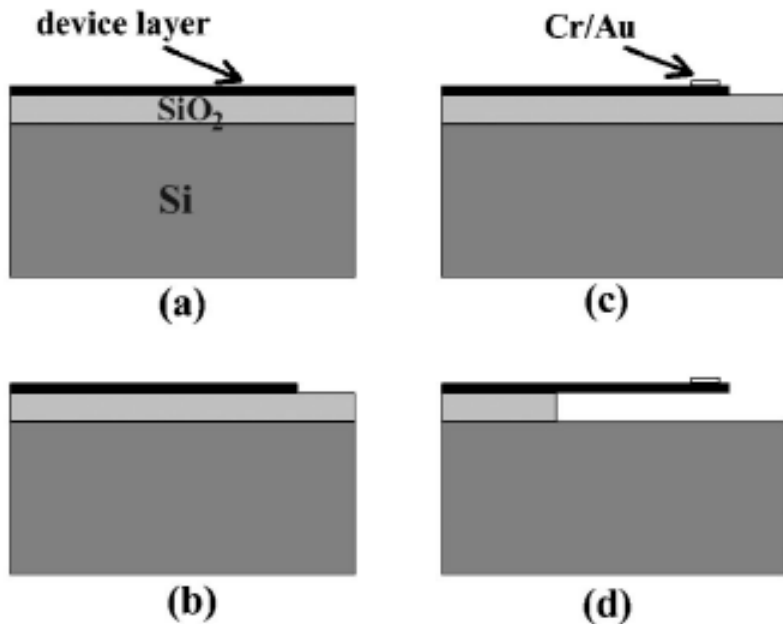 device layer
SiO₂
Si
(a)
Cr/Au
(c)
(b)
(d)